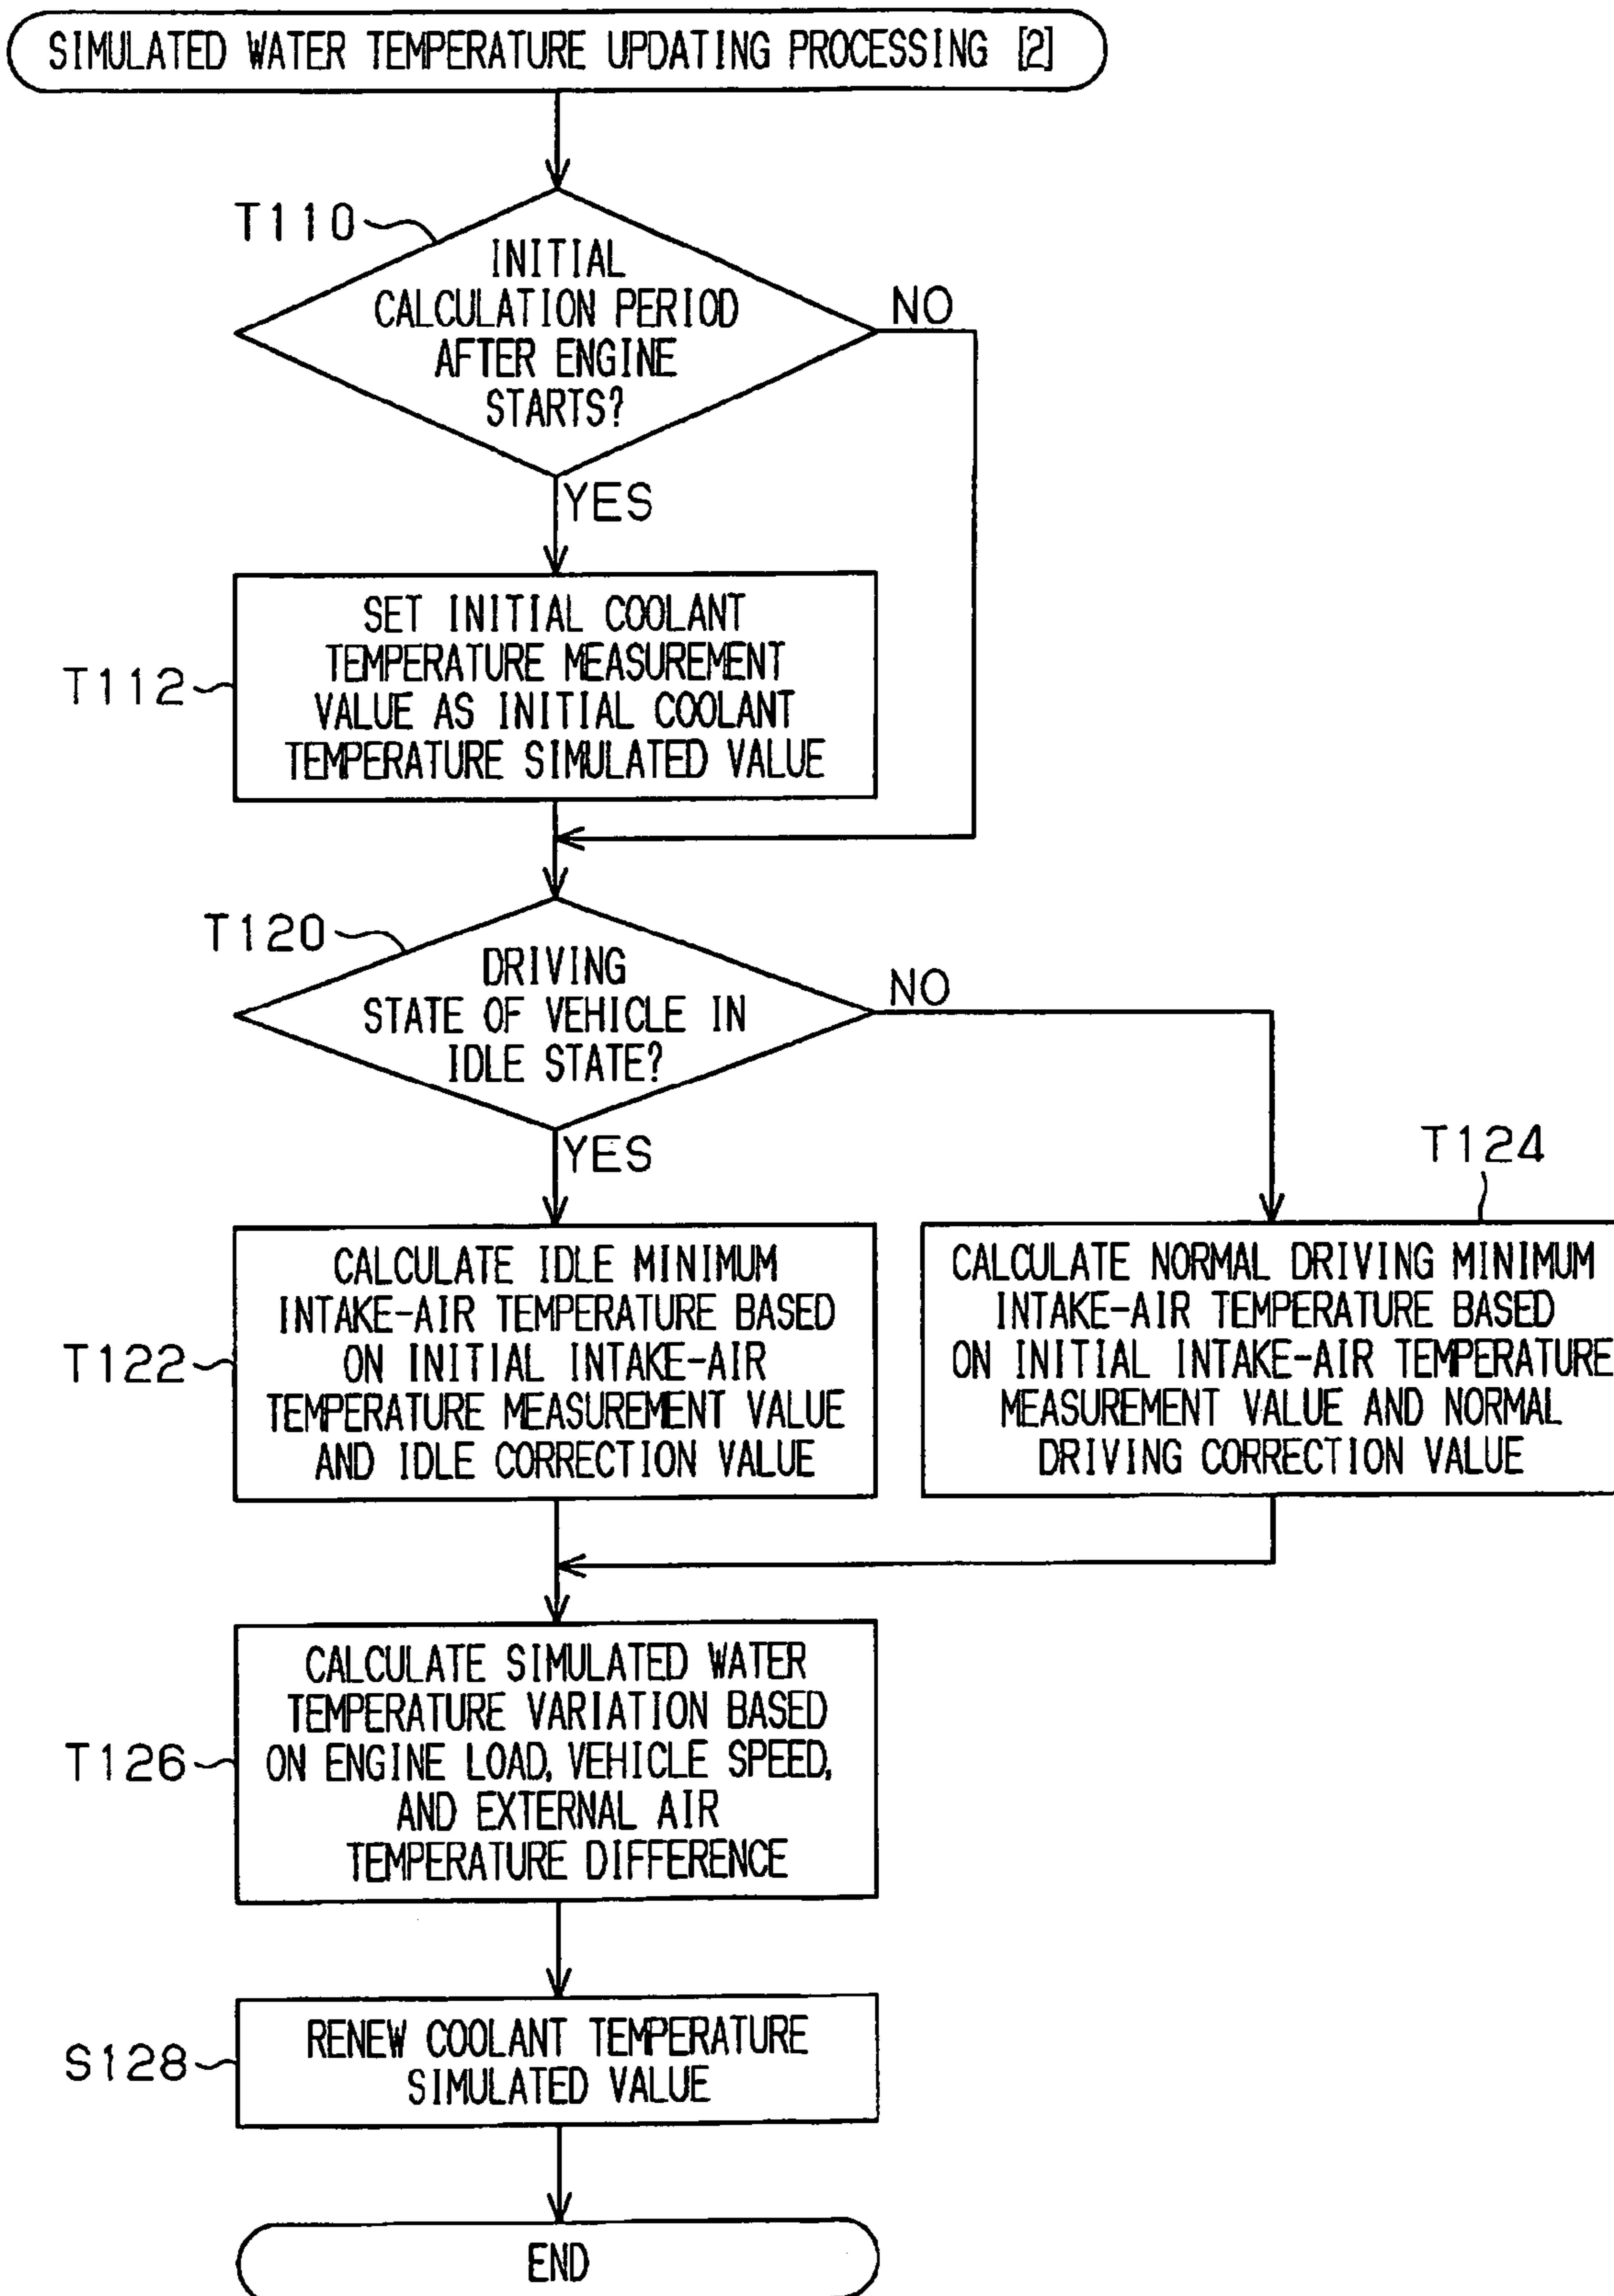 SIMULATED WATER TEMPERATURE UPDATING PROCESSING [2]
T110
INITIAL
CALCULATION PERIOD
AFTER ENGINE
STARTS?
NO
YES
T112
SET INITIAL COOLANT
TEMPERATURE MEASUREMENT
VALUE AS INITIAL COOLANT
TEMPERATURE SIMULATED VALUE
T120
DRIVING
STATE OF VEHICLE IN
IDLE STATE?
NO
YES
T122
CALCULATE IDLE MINIMUM
INTAKE-AIR TEMPERATURE BASED
ON INITIAL INTAKE-AIR
TEMPERATURE MEASUREMENT VALUE
AND IDLE CORRECTION VALUE
T124
CALCULATE NORMAL DRIVING MINIMUM
INTAKE-AIR TEMPERATURE BASED
ON INITIAL INTAKE-AIR TEMPERATURE
MEASUREMENT VALUE AND NORMAL
DRIVING CORRECTION VALUE
T126
CALCULATE SIMULATED WATER
TEMPERATURE VARIATION BASED
ON ENGINE LOAD, VEHICLE SPEED,
AND EXTERNAL AIR
TEMPERATURE DIFFERENCE
S128
RENEW COOLANT TEMPERATURE
SIMULATED VALUE
END